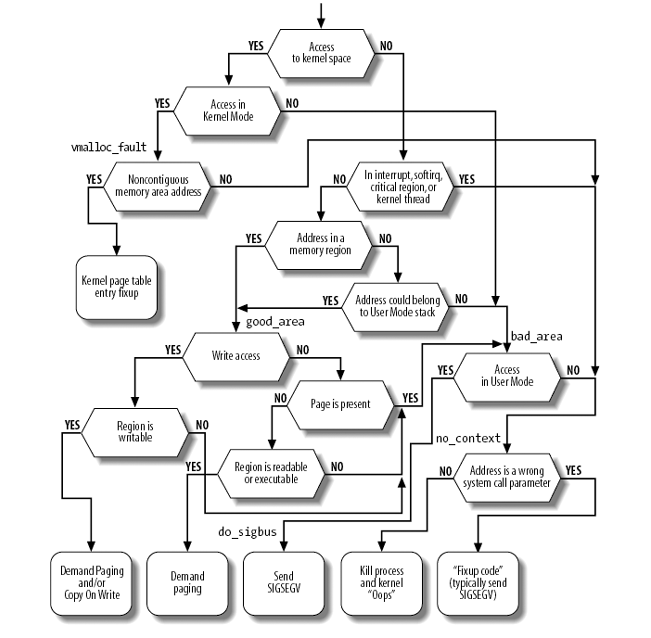 YES
Access
to kernel space
NO
YES
Access in
Kernel Mode
NO
vmalloc_fault
YES
Noncontiguous
memory area address
NO
NO
In interrupt, softirq,
critical region, or
kernel thread
YES
YES
Address in a
memory region
NO
Kernel page table
entry fixup
YES
Address could belong
to User Mode stack
NO
good_area
bad_area
YES
Write access
NO
YES
Access
in User Mode
NO
NO
Page is present
YES
YES
Region is
writable
NO
no_context
YES
Region is readable
or executable
NO
NO
Address is a wrong
system call parameter
YES
do_sigbus
Demand Paging
and/or
Copy On Write
Demand
paging
Send
SIGSEGV
Kill process
and kernel
“Oops”
“Fixup code”
(typically send
SIGSEGV)